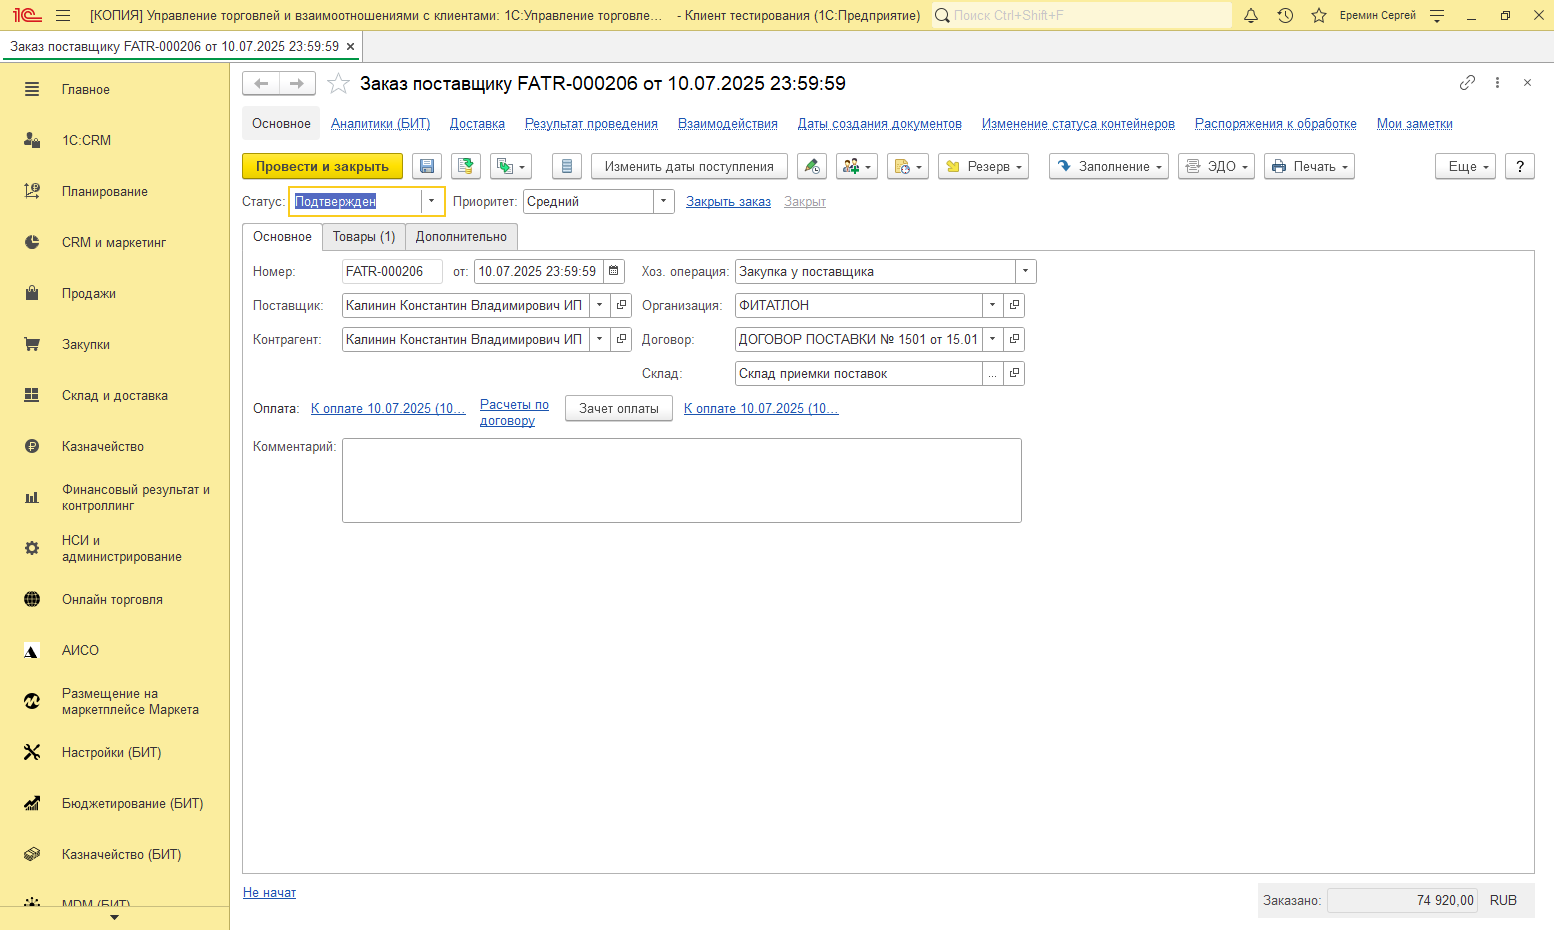 [КОПИЯ] Управление торговлей и взаимоотношениями с клиентами: 1С:Управление торговле... - Клиент тестирования (1С:Предприятие)
Поиск Ctrl+Shift+F
Еремин Сергей
Заказ поставщику FATR-000206 от 10.07.2025 23:59:59
Главное
1С:CRM
Планирование
CRM и маркетинг
Продажи
Закупки
Склад и доставка
Казначейство
Финансовый результат и
контроллинг
НСИ и
администрирование
Онлайн торговля
АИСО
Размещение на
маркетплейсе Маркета
Настройки (БИТ)
Бюджетирование (БИТ)
Казначейство (БИТ)
MDM (БИТ)
Заказ поставщику FATR-000206 от 10.07.2025 23:59:59
Основное Аналитики (БИТ) Доставка Результат проведения Взаимодействия Даты создания документов Изменение статуса контейнеров Распоряжения к обработке Мои заметки
Провести и закрыть Изменить даты поступления Резерв Заполнение ЭДО Печать Еще ?
Статус: Подтвержден Приоритет: Средний Закрыть заказ Закрыт
Основное Товары (1) Дополнительно
Номер: FATR-000206 от: 10.07.2025 23:59:59 Хоз. операция: Закупка у поставщика
Поставщик: Калинин Константин Владимирович ИП Организация: ФИТАТЛОН
Контрагент: Калинин Константин Владимирович ИП Договор: ДОГОВОР ПОСТАВКИ № 1501 от 15.01
Склад: Склад приемки поставок ...
Оплата: К оплате 10.07.2025 (10... Расчеты по
договору Зачет оплаты К оплате 10.07.2025 (10...
Комментарий:
Не начат
Заказано: 74 920,00 RUB